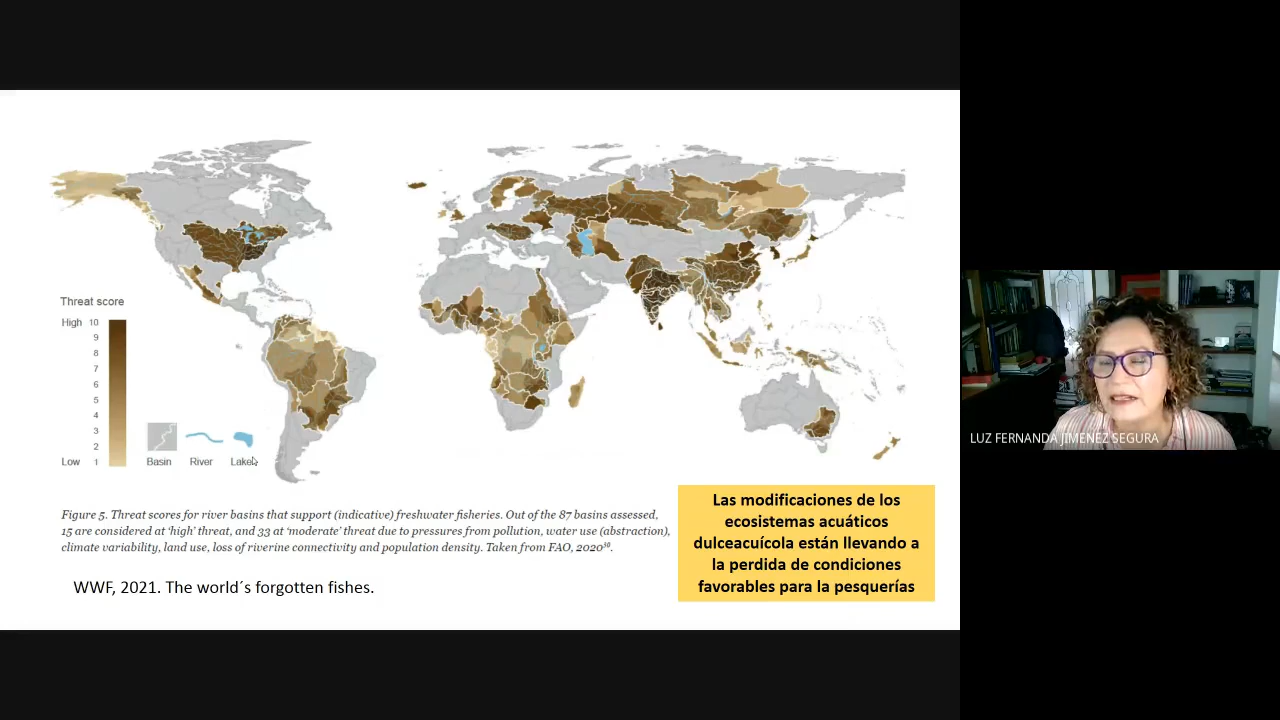 Threat score
High 10
9
8
7
6
5
4
3
2
Low 1
Basin River Lake
Figure 5. Threat scores for river basins that support (indicative) freshwater fisheries. Out of the 87 basins assessed,
15 are considered at 'high' threat, and 33 at 'moderate' threat due to pressures from pollution, water use (abstraction),
climate variability, land use, loss of riverine connectivity and population density. Taken from FAO, 2020³⁰.
WWF, 2021. The world´s forgotten fishes.
Las modificaciones de los
ecosistemas acuáticos
dulceacuícola están llevando a
la perdida de condiciones
favorables para la pesquerías
LUZ FERNANDA JIMENEZ SEGURA